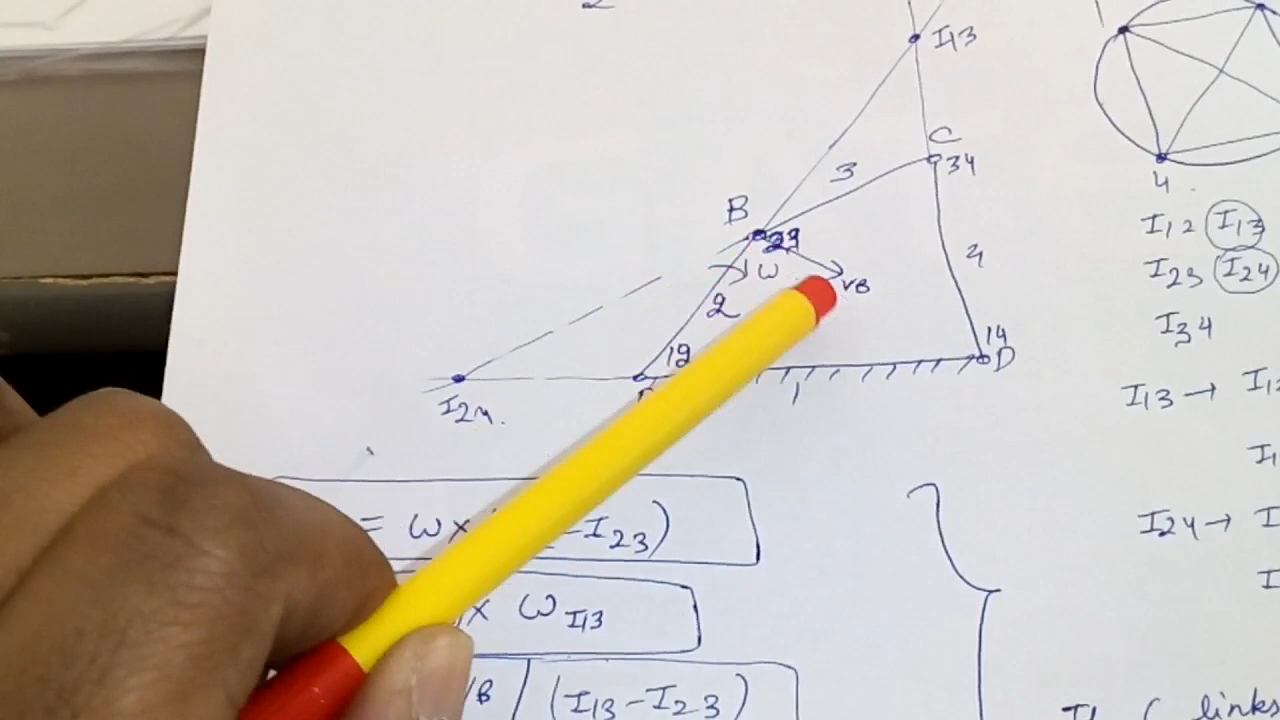 I13
C
34
3
B
23
ω
VB
2
4
12
14
D
I24.
1
4
I12 I13
I23 I24
I34
I13 →
I24 →
= ω×
-I23)
× ωI13
(I13-I23)
links